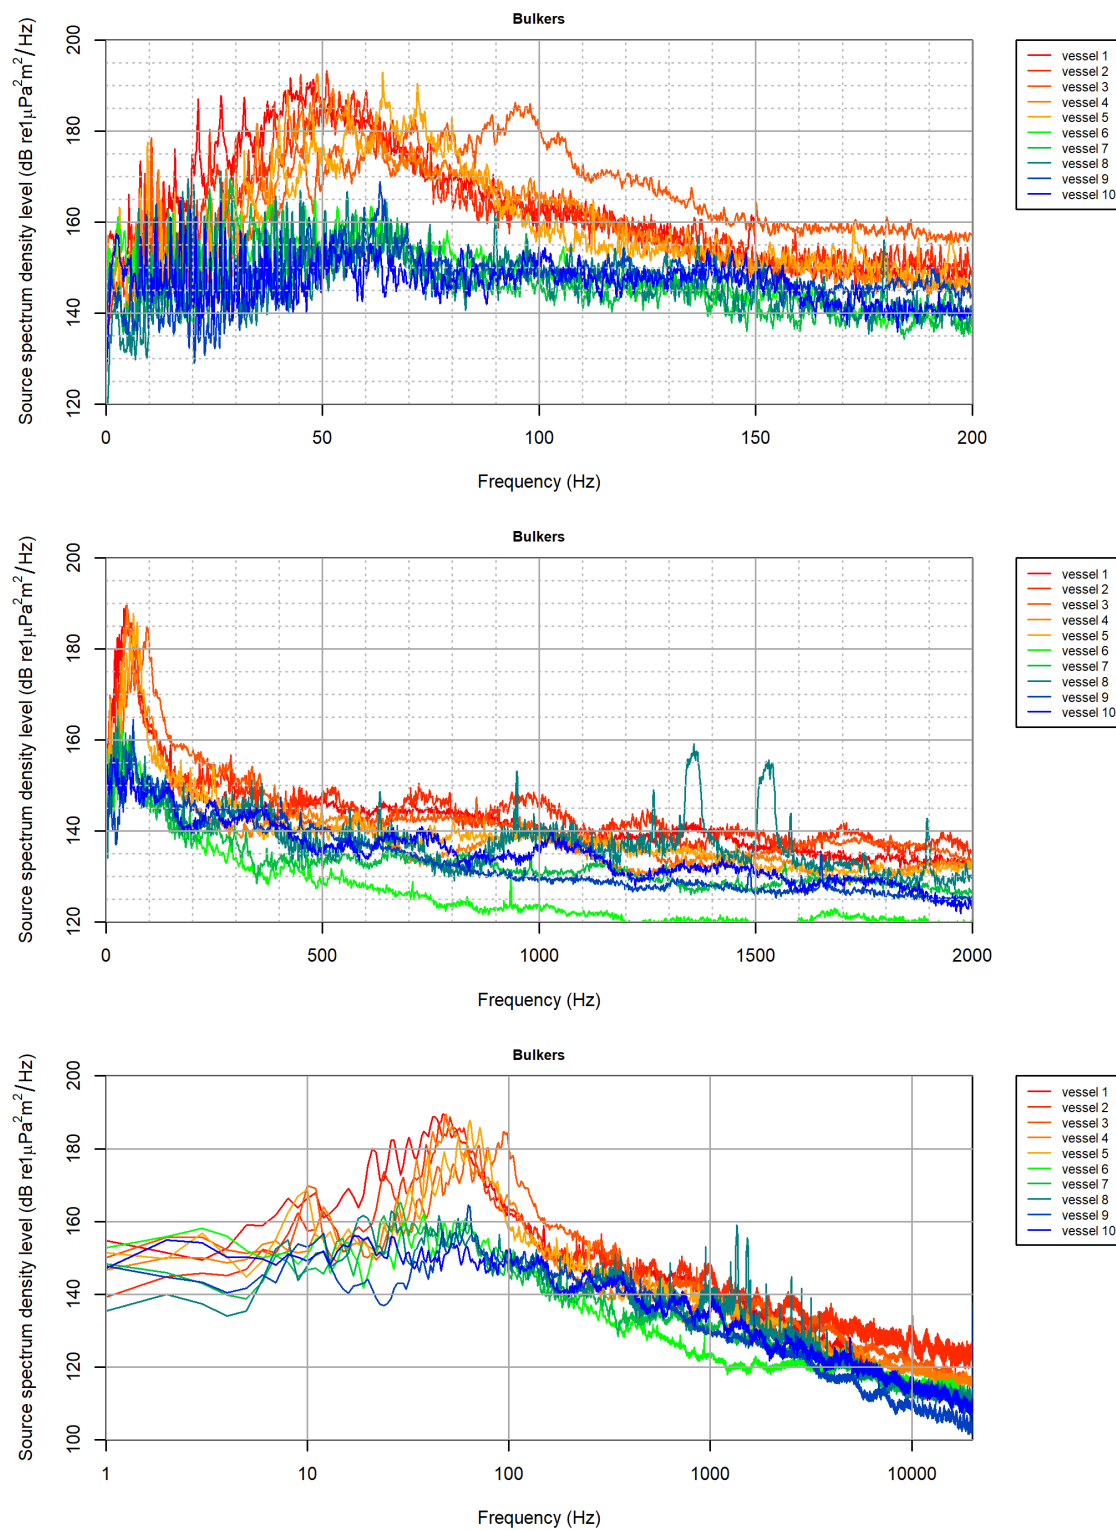 Bulkers
Source spectrum density level (dB re1μPa²m²/Hz)
200
180
160
140
120
0 50 100 150 200
Frequency (Hz)
vessel 1
vessel 2
vessel 3
vessel 4
vessel 5
vessel 6
vessel 7
vessel 8
vessel 9
vessel 10
Bulkers
Source spectrum density level (dB re1μPa²m²/Hz)
200
180
160
140
120
0 500 1000 1500 2000
Frequency (Hz)
vessel 1
vessel 2
vessel 3
vessel 4
vessel 5
vessel 6
vessel 7
vessel 8
vessel 9
vessel 10
Bulkers
Source spectrum density level (dB re1μPa²m²/Hz)
200
180
160
140
120
100
1 10 100 1000 10000
Frequency (Hz)
vessel 1
vessel 2
vessel 3
vessel 4
vessel 5
vessel 6
vessel 7
vessel 8
vessel 9
vessel 10